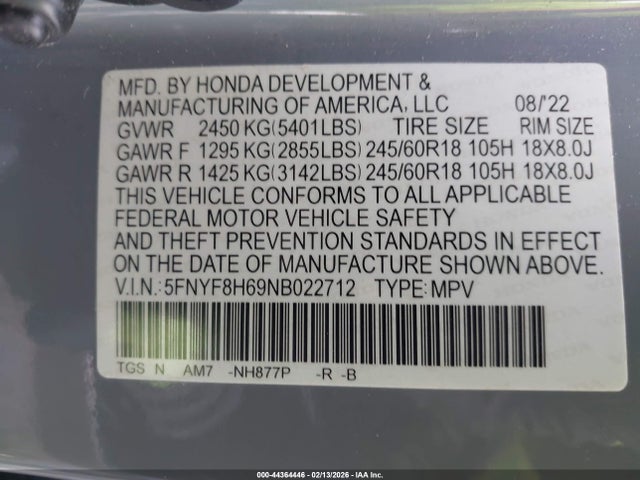 MFD. BY HONDA DEVELOPMENT &
MANUFACTURING OF AMERICA, LLC 08/'22
GVWR 2450 KG(5401LBS) TIRE SIZE RIM SIZE
GAWR F 1295 KG(2855LBS) 245/60R18 105H 18X8.0J
GAWR R 1425 KG(3142LBS) 245/60R18 105H 18X8.0J
THIS VEHICLE CONFORMS TO ALL APPLICABLE
FEDERAL MOTOR VEHICLE SAFETY
AND THEFT PREVENTION STANDARDS IN EFFECT
ON THE DATE OF MANUFACTURE SHOWN ABOVE.
V.I.N.:5FNYF8H69NB022712 TYPE:MPV
TGS N AM7 -NH877P -R -B
000-44364446 - 02/13/2026 - IAA Inc.